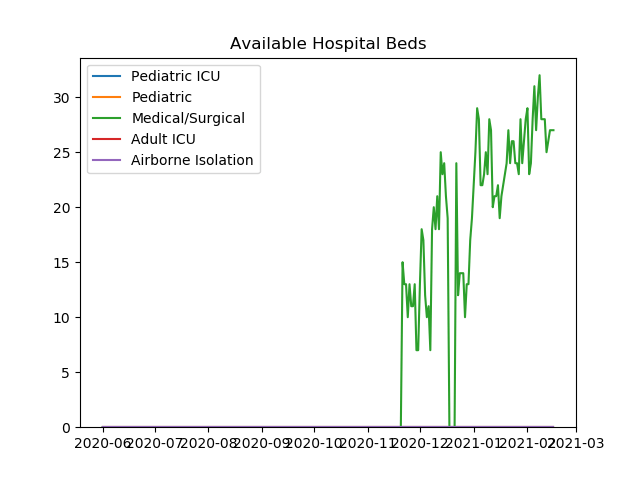 Available Hospital Beds
Pediatric ICU
Pediatric
Medical/Surgical
Adult ICU
Airborne Isolation
30
25
20
15
10
5
0
2020-06 2020-07 2020-08 2020-09 2020-10 2020-11 2020-12 2021-01 2021-02 2021-03